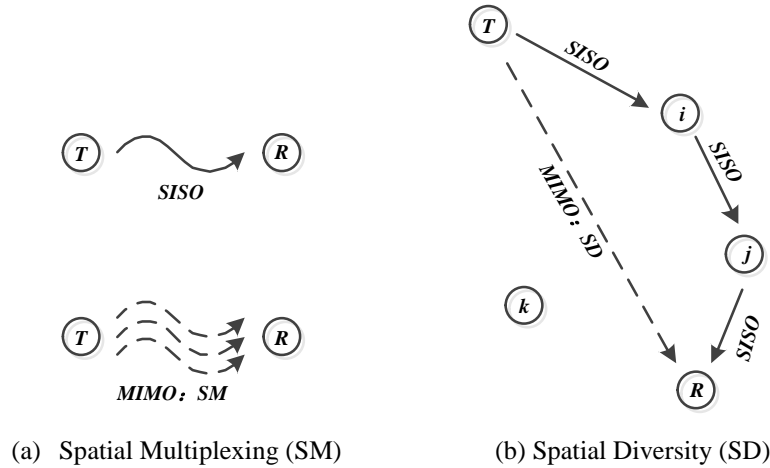 T
R
SISO
T
R
MIMO：SM
(a) Spatial Multiplexing (SM)
T
SISO
i
SISO
MIMO：SD
j
k
SISO
R
(b) Spatial Diversity (SD)